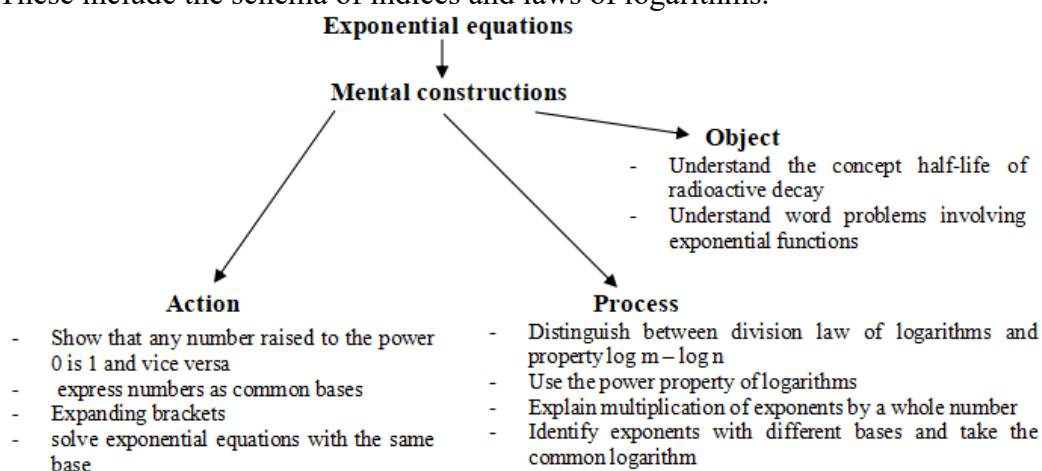 These include the schema of indices and laws of logarithms.
Exponential equations
Mental constructions
Object
- Understand the concept half-life of
radioactive decay
- Understand word problems involving
exponential functions
Action
- Show that any number raised to the power
0 is 1 and vice versa
- express numbers as common bases
- Expanding brackets
- solve exponential equations with the same
base
Process
- Distinguish between division law of logarithms and
property log m – log n
- Use the power property of logarithms
- Explain multiplication of exponents by a whole number
- Identify exponents with different bases and take the
common logarithm